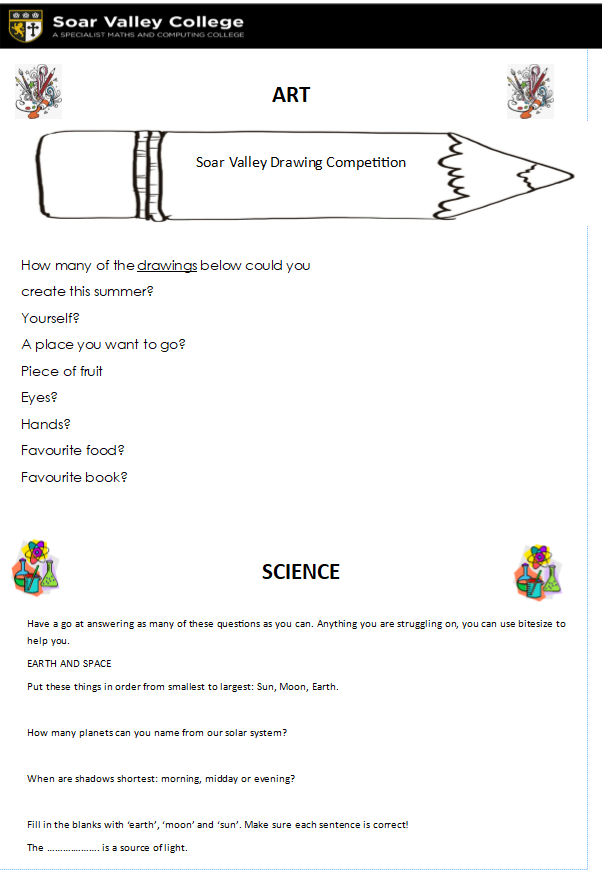 Soar Valley College
A SPECIALIST MATHS AND COMPUTING COLLEGE
ART
Soar Valley Drawing Competition
How many of the drawings below could you
create this summer?
Yourself?
A place you want to go?
Piece of fruit
Eyes?
Hands?
Favourite food?
Favourite book?
SCIENCE
Have a go at answering as many of these questions as you can. Anything you are struggling on, you can use bitesize to
help you.
EARTH AND SPACE
Put these things in order from smallest to largest: Sun, Moon, Earth.
How many planets can you name from our solar system?
When are shadows shortest: morning, midday or evening?
Fill in the blanks with ‘earth’, ‘moon’ and ‘sun’. Make sure each sentence is correct!
The ………………… is a source of light.